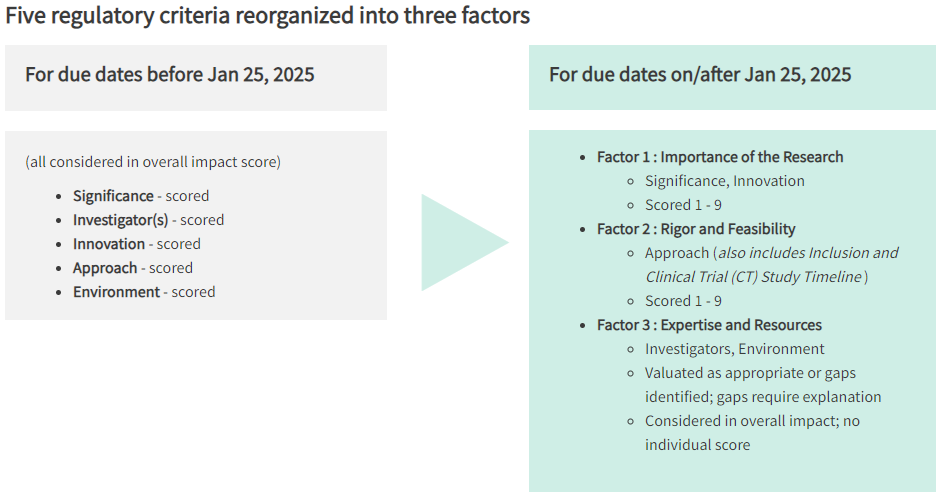 Five regulatory criteria reorganized into three factors
For due dates before Jan 25, 2025
(all considered in overall impact score)
• Significance - scored
• Investigator(s) - scored
• Innovation - scored
• Approach - scored
• Environment - scored
For due dates on/after Jan 25, 2025
• Factor 1 : Importance of the Research
○ Significance, Innovation
○ Scored 1 - 9
• Factor 2 : Rigor and Feasibility
○ Approach (also includes Inclusion and
Clinical Trial (CT) Study Timeline )
○ Scored 1 - 9
• Factor 3 : Expertise and Resources
○ Investigators, Environment
○ Valuated as appropriate or gaps
identified; gaps require explanation
○ Considered in overall impact; no
individual score